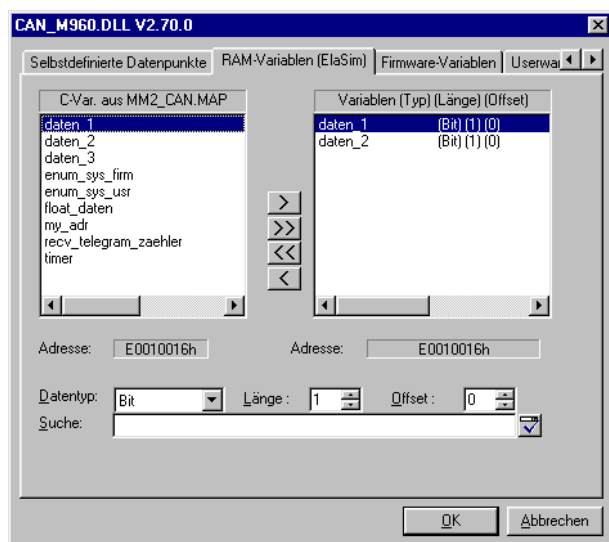 CAN_M960.DLL V2.70.0
Selbstdefinierte Datenpunkte RAM-Variablen (ElaSim) Firmware-Variablen Userwa
C-Var. aus MM2_CAN.MAP
daten_1
daten_2
daten_3
enum_sys_firm
enum_sys_usr
float_daten
my_adr
recv_telegram_zaehler
timer
>
>>
<<
<
Variablen (Typ) (Länge) (Offset)
daten_1 (Bit) (1) (0)
daten_2 (Bit) (1) (0)
Adresse: E0010016h
Adresse: E0010016h
Datentyp: Bit Länge : 1 Offset : 0
Suche:
OK Abbrechen